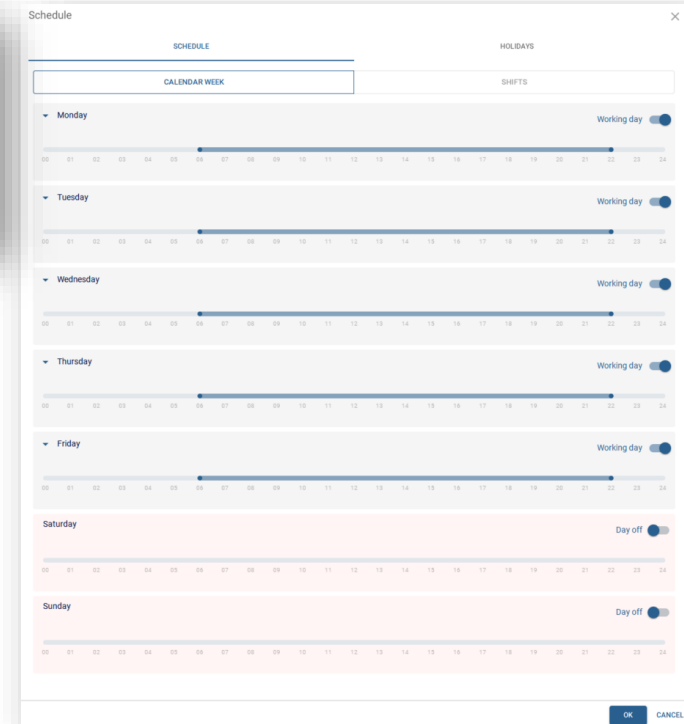 Schedule
SCHEDULE HOLIDAYS
CALENDAR WEEK SHIFTS
Monday Working day
00 01 02 03 04 05 06 07 08 09 10 11 12 13 14 15 16 17 18 19 20 21 22 23 24
Tuesday Working day
00 01 02 03 04 05 06 07 08 09 10 11 12 13 14 15 16 17 18 19 20 21 22 23 24
Wednesday Working day
00 01 02 03 04 05 06 07 08 09 10 11 12 13 14 15 16 17 18 19 20 21 22 23 24
Thursday Working day
00 01 02 03 04 05 06 07 08 09 10 11 12 13 14 15 16 17 18 19 20 21 22 23 24
Friday Working day
00 01 02 03 04 05 06 07 08 09 10 11 12 13 14 15 16 17 18 19 20 21 22 23 24
Saturday Day off
00 01 02 03 04 05 06 07 08 09 10 11 12 13 14 15 16 17 18 19 20 21 22 23 24
Sunday Day off
00 01 02 03 04 05 06 07 08 09 10 11 12 13 14 15 16 17 18 19 20 21 22 23 24
OK CANCEL